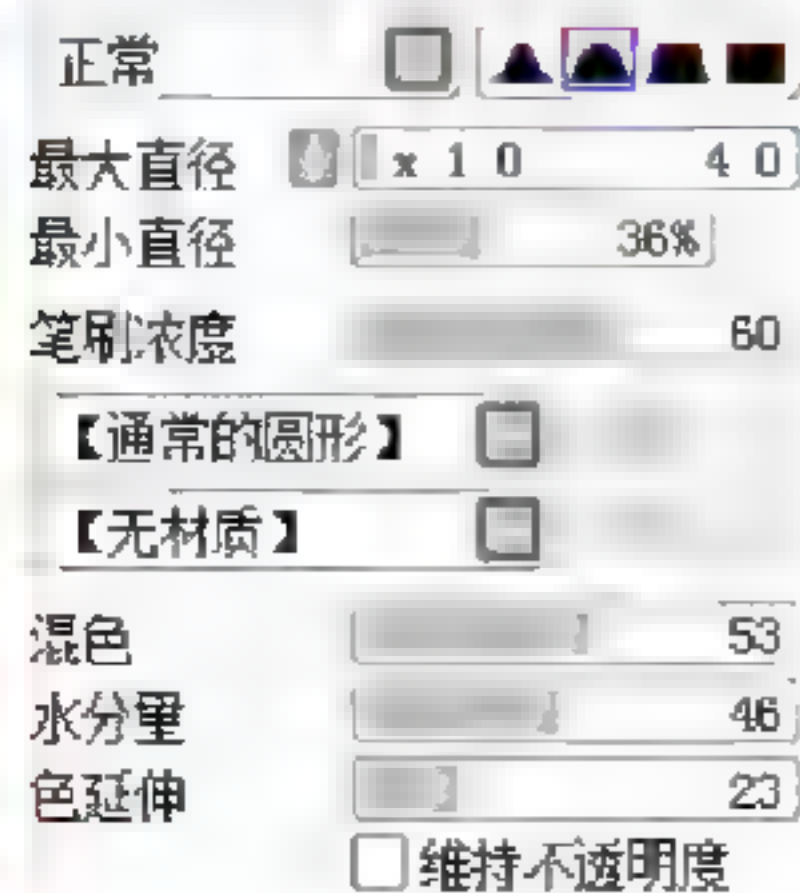 正常
最大直径 x 1 0 4 0
最小直径 36%
笔刷浓度 60
【通常的圆形】
【无材质】
混色 53
水分量 46
色延伸 23
维持不透明度